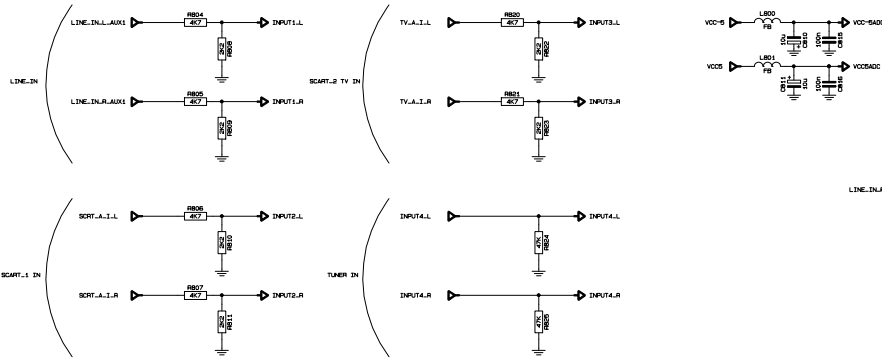 LINE_IN
LINE_IN_L_AUX1
R804
4K7
INPUT1_L
2K2
R808
LINE_IN_R_AUX1
R805
4K7
INPUT1_R
2K2
R809
SCART_2 TV IN
TV_A_I_L
R820
4K7
INPUT3_L
2K2
R822
TV_A_I_R
R821
4K7
INPUT3_R
2K2
R823
VCC-5
L800
FB
10u
C810
100n
C815
VCC-5ADC
VCC5
L801
FB
C811
10u
100n
C816
VCC5ADC
SCART_1 IN
SCRT_A_I_L
R806
4K7
INPUT2_L
2K2
R810
SCRT_A_I_R
R807
4K7
INPUT2_R
2K2
R811
TUNER IN
INPUT4_L
INPUT4_L
47K
R824
INPUT4_R
INPUT4_R
47K
R825